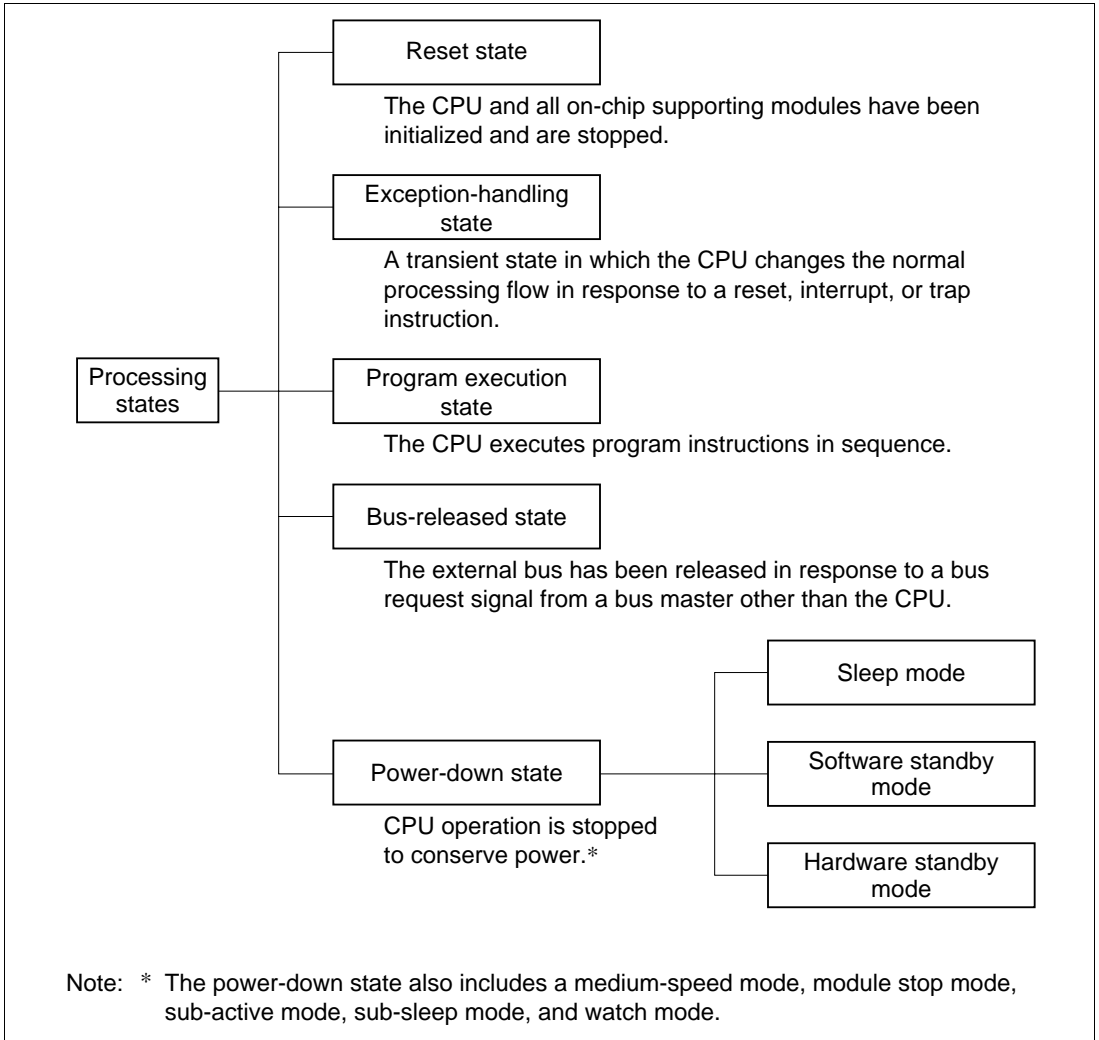 Reset state
The CPU and all on-chip supporting modules have been
initialized and are stopped.
Exception-handling
state
A transient state in which the CPU changes the normal
processing flow in response to a reset, interrupt, or trap
instruction.
Processing
states
Program execution
state
The CPU executes program instructions in sequence.
Bus-released state
The external bus has been released in response to a bus
request signal from a bus master other than the CPU.
Power-down state
CPU operation is stopped
to conserve power.*
Sleep mode
Software standby
mode
Hardware standby
mode
Note: * The power-down state also includes a medium-speed mode, module stop mode,
sub-active mode, sub-sleep mode, and watch mode.